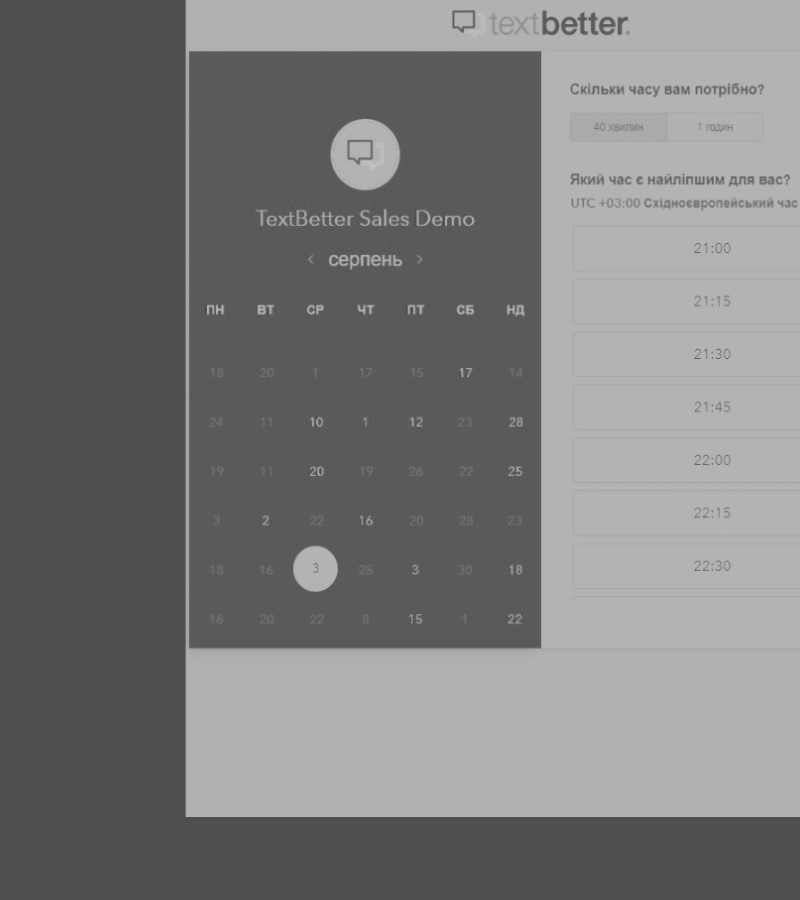 textbetter.
TextBetter Sales Demo
‹ серпень ›
ПН ВТ СР ЧТ ПТ СБ НД
18 20 1 17 15 17 14
24 11 10 1 12 23 28
19 11 20 19 26 22 25
3 2 22 16 20 28 23
18 16 3 25 3 30 18
16 20 22 8 15 1 22
Скільки часу вам потрібно?
40 хвилин 1 годин
Який час є найліпшим для вас?
UTC +03:00 Східноєвропейський час
21:00
21:15
21:30
21:45
22:00
22:15
22:30